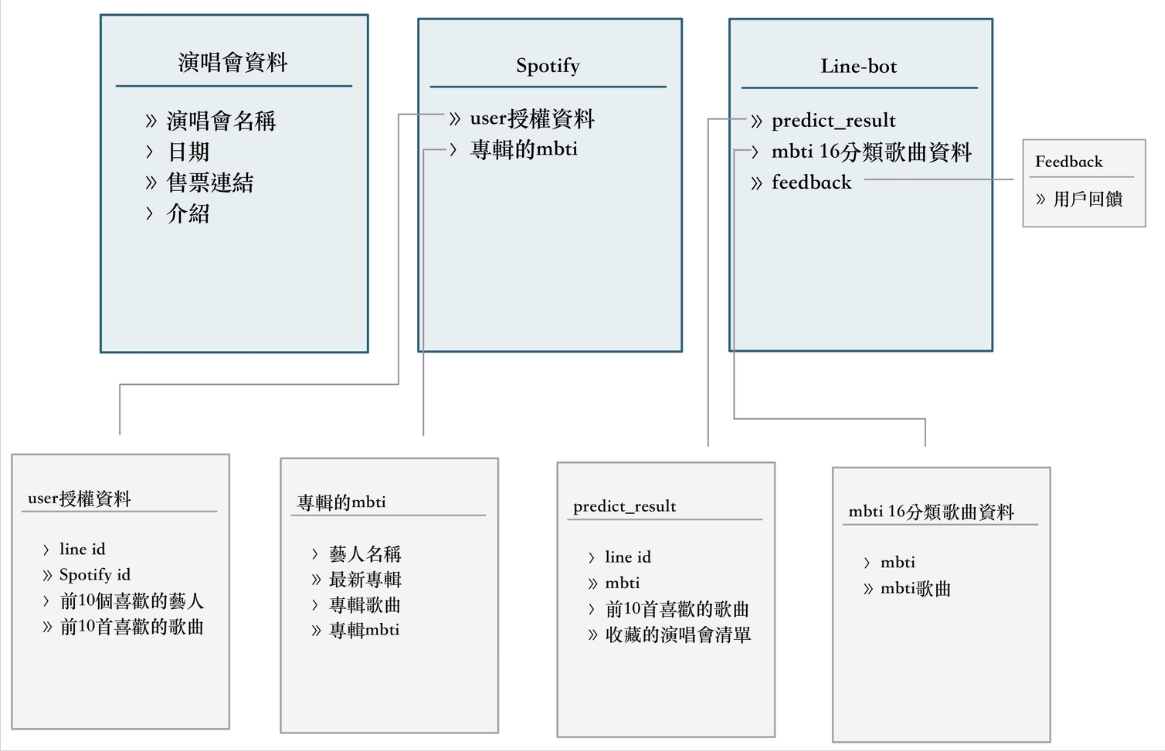 演唱會資料
» 演唱會名稱
› 日期
» 售票連結
› 介紹
Spotify
» user授權資料
› 專輯的mbti
Line-bot
» predict_result
› mbti 16分類歌曲資料
» feedback
Feedback
» 用戶回饋
user授權資料
› line id
» Spotify id
› 前10個喜歡的藝人
» 前10首喜歡的歌曲
專輯的mbti
› 藝人名稱
» 最新專輯
› 專輯歌曲
» 專輯mbti
predict_result
› line id
» mbti
› 前10首喜歡的歌曲
» 收藏的演唱會清單
mbti 16分類歌曲資料
› mbti
» mbti歌曲